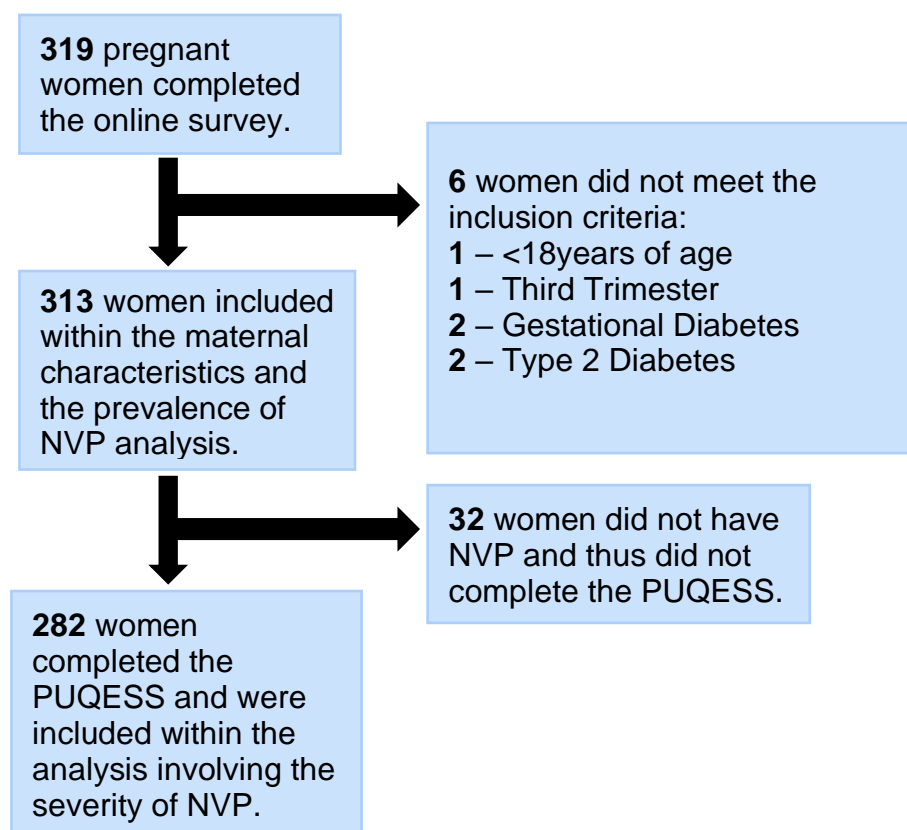 319 pregnant
women completed
the online survey.
6 women did not meet the
inclusion criteria:
1 – <18years of age
1 – Third Trimester
2 – Gestational Diabetes
2 – Type 2 Diabetes
313 women included
within the maternal
characteristics and
the prevalence of
NVP analysis.
32 women did not have
NVP and thus did not
complete the PUQESS.
282 women
completed the
PUQESS and were
included within the
analysis involving the
severity of NVP.